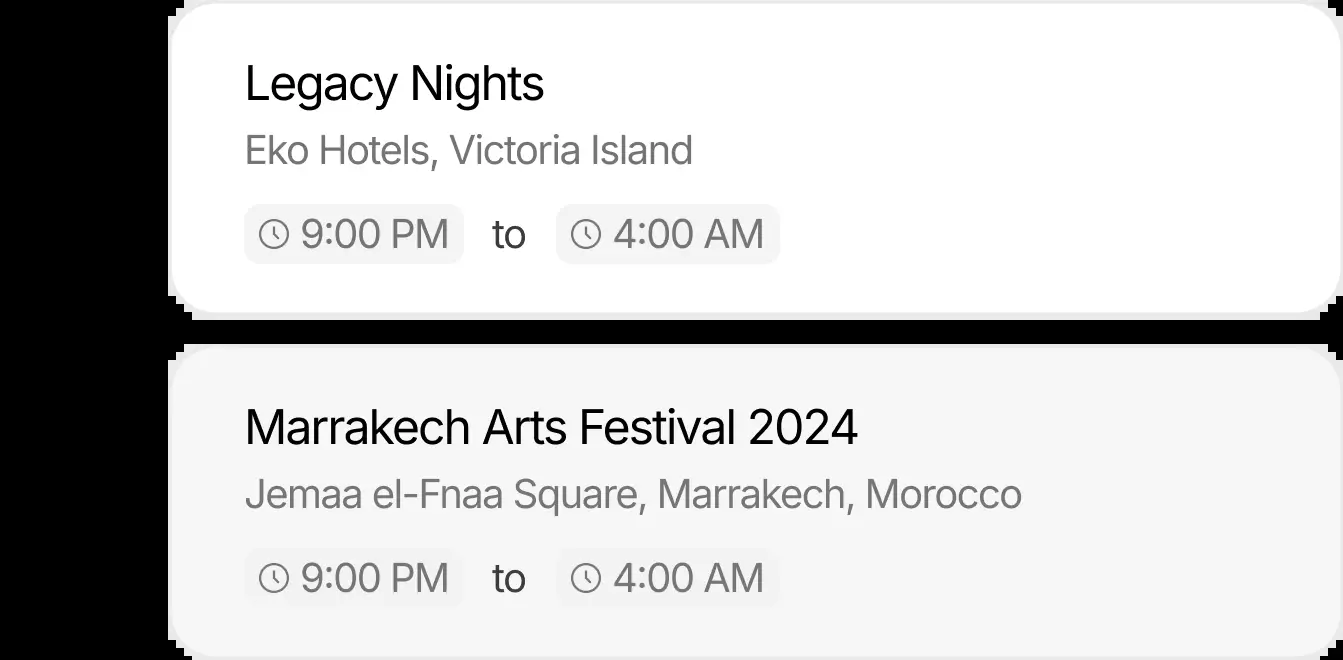 Legacy Nights
Eko Hotels, Victoria Island
9:00 PM to 4:00 AM
Marrakech Arts Festival 2024
Jemaa el-Fnaa Square, Marrakech, Morocco
9:00 PM to 4:00 AM